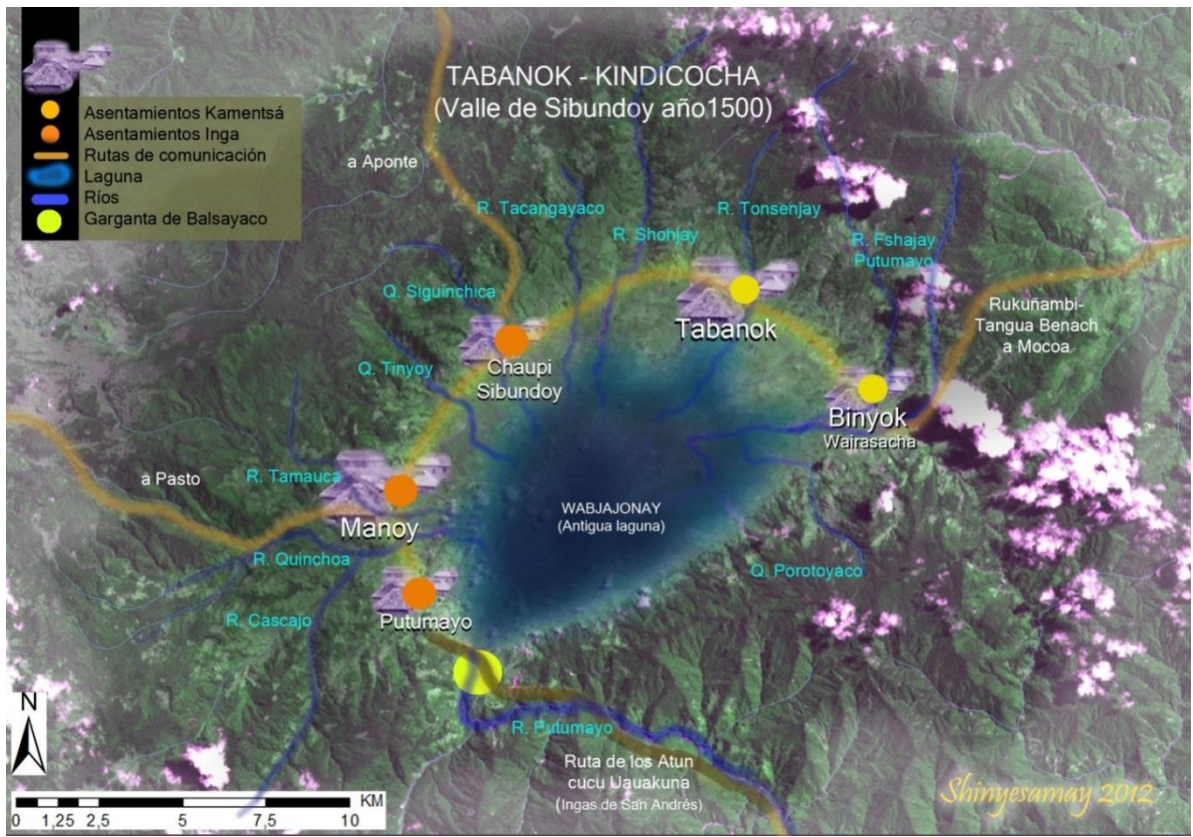 TABANOK - KINDICOCHA
(Valle de Sibundoy año1500)
Asentamientos Kamentsá
Asentamientos Inga
Rutas de comunicación
Laguna
Ríos
Garganta de Balsayaco
a Aponte
R. Tacangayaco
R. Shohjay
R. Tonsenjay
R. Fshajay
Putumayo
Q. Siguinchica
Rukuñambi-
Tangua Benach
a Mocoa
Tabanok
Chaupi
Sibundoy
Q. Tinyoy
Binyok
Wairasacha
a Pasto
R. Tamauca
WABJAJONAY
(Antigua laguna)
Manoy
R. Quinchoa
Q. Porotoyaco
R. Cascajo
Putumayo
R. Putumayo
Ruta de los Atun
cucu Uauakuna
(Ingas de San Andrés)
N
Shinyesamay 2012
KM
0 1,25 2,5 5 7,5 10